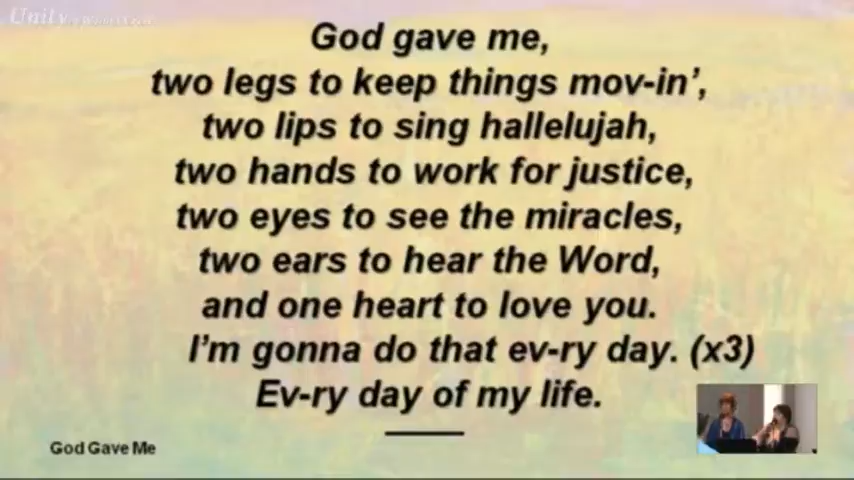 Unity
God gave me,
two legs to keep things mov-in',
two lips to sing hallelujah,
two hands to work for justice,
two eyes to see the miracles,
two ears to hear the Word,
and one heart to love you.
I'm gonna do that ev-ry day. (x3)
Ev-ry day of my life.
God Gave Me